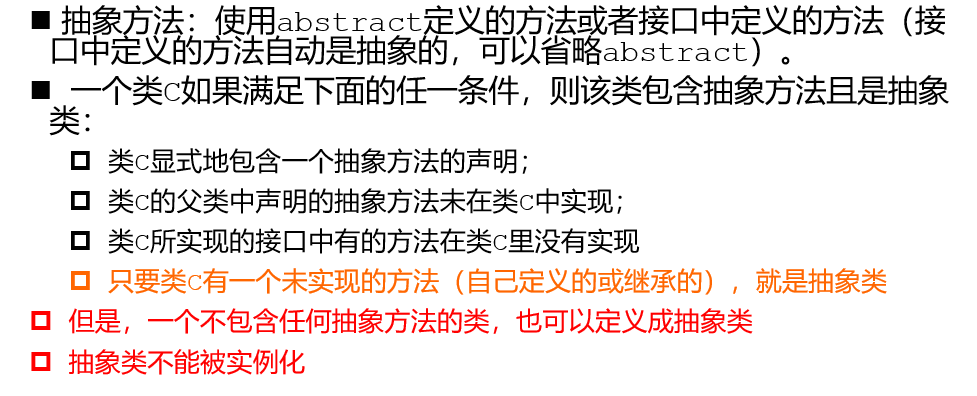 抽象方法：使用abstract定义的方法或者接口中定义的方法（接
口中定义的方法自动是抽象的，可以省略abstract）。
一个类C如果满足下面的任一条件，则该类包含抽象方法且是抽象
类：
类C显式地包含一个抽象方法的声明；
类C的父类中声明的抽象方法未在类C中实现；
类C所实现的接口中有的方法在类C里没有实现
只要类C有一个未实现的方法（自己定义的或继承的），就是抽象类
但是，一个不包含任何抽象方法的类，也可以定义成抽象类
抽象类不能被实例化